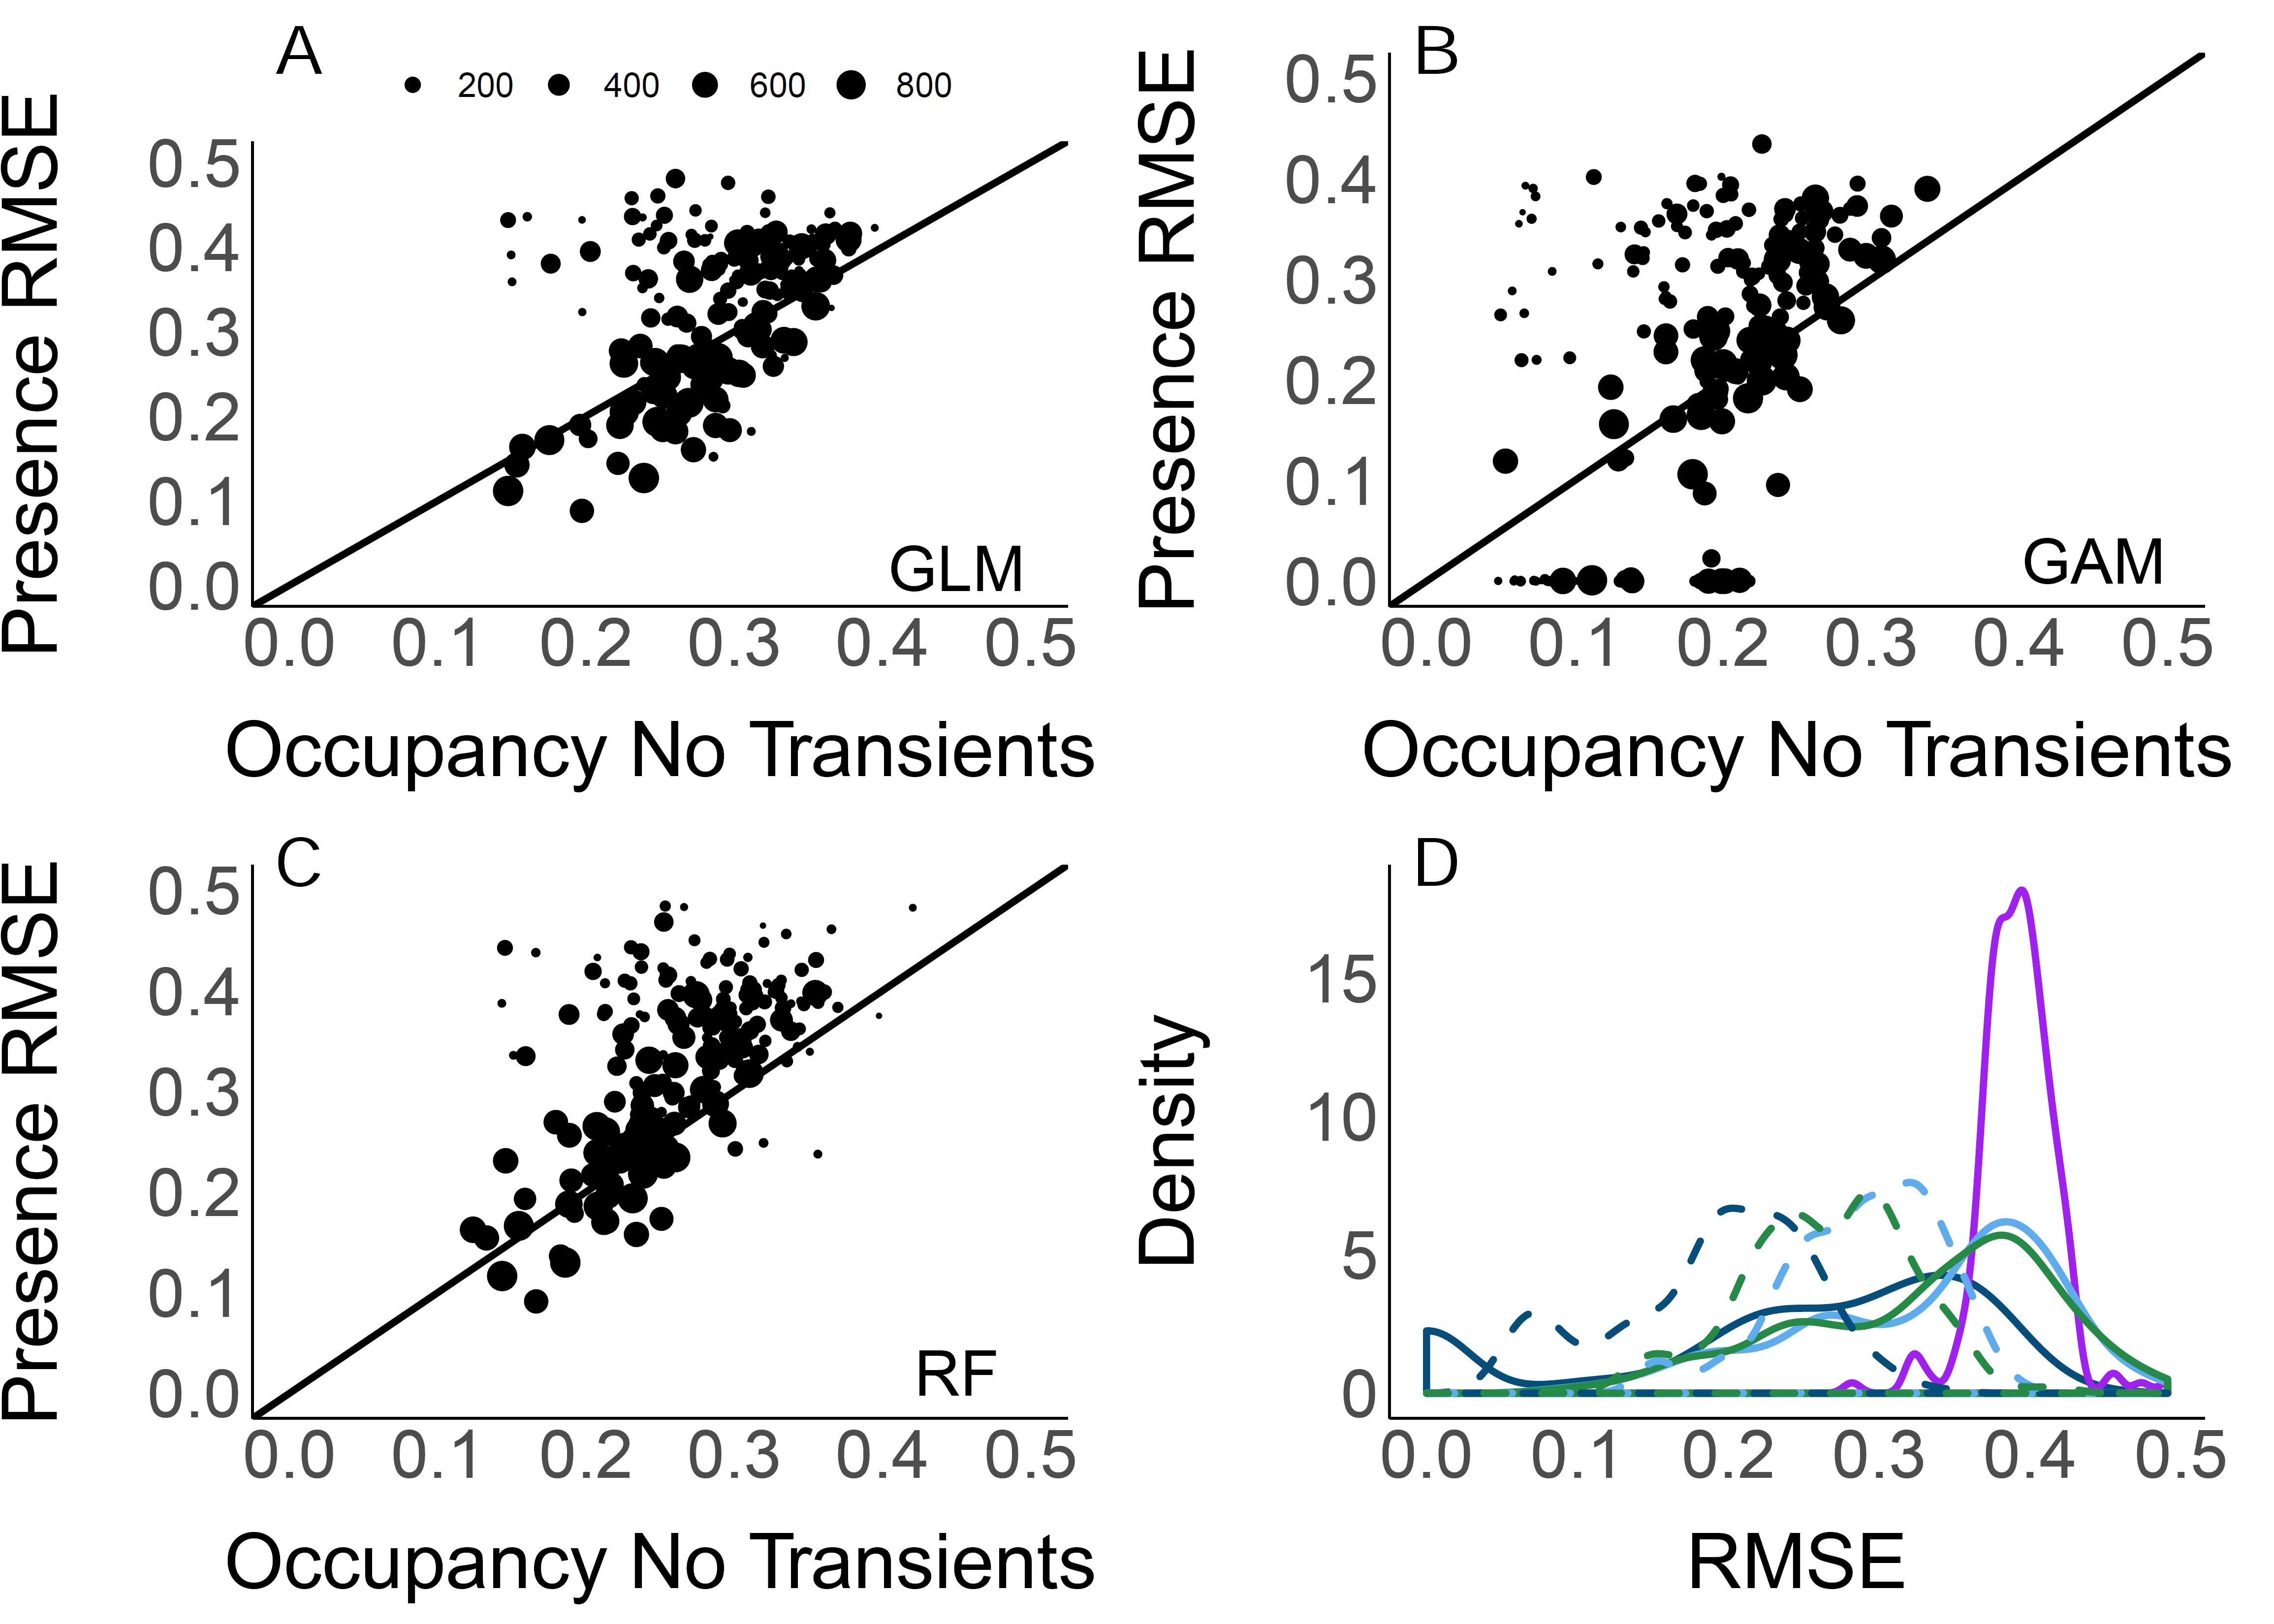 A
200 400 600 800
Presence RMSE
0.5
0.4
0.3
0.2
0.1
0.0
GLM
0.0 0.1 0.2 0.3 0.4 0.5
Occupancy No Transients
B
Presence RMSE
0.5
0.4
0.3
0.2
0.1
0.0
GAM
0.0 0.1 0.2 0.3 0.4 0.5
Occupancy No Transients
C
Presence RMSE
0.5
0.4
0.3
0.2
0.1
0.0
RF
0.0 0.1 0.2 0.3 0.4 0.5
Occupancy No Transients
D
Density
15
10
5
0
0.0 0.1 0.2 0.3 0.4 0.5
RMSE